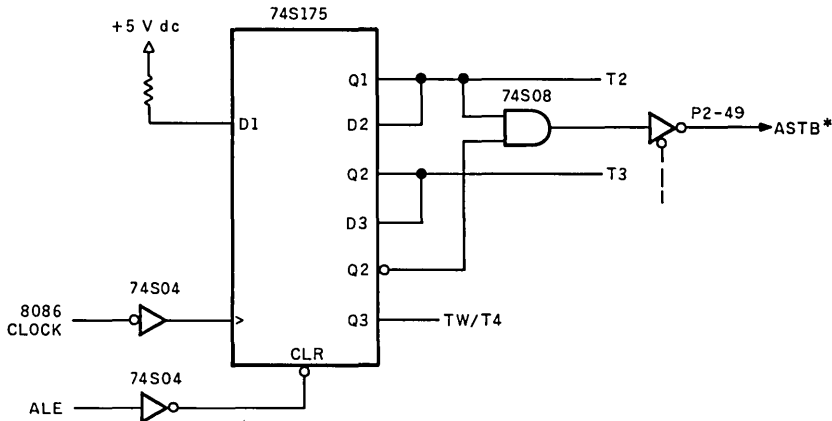 74S175
+5 V dc
Q1
T2
74S08
D1
D2
P2-49
ASTB*
Q2
T3
D3
74S04
Q2
8086
CLOCK
>
Q3
TW/T4
CLR
74S04
ALE